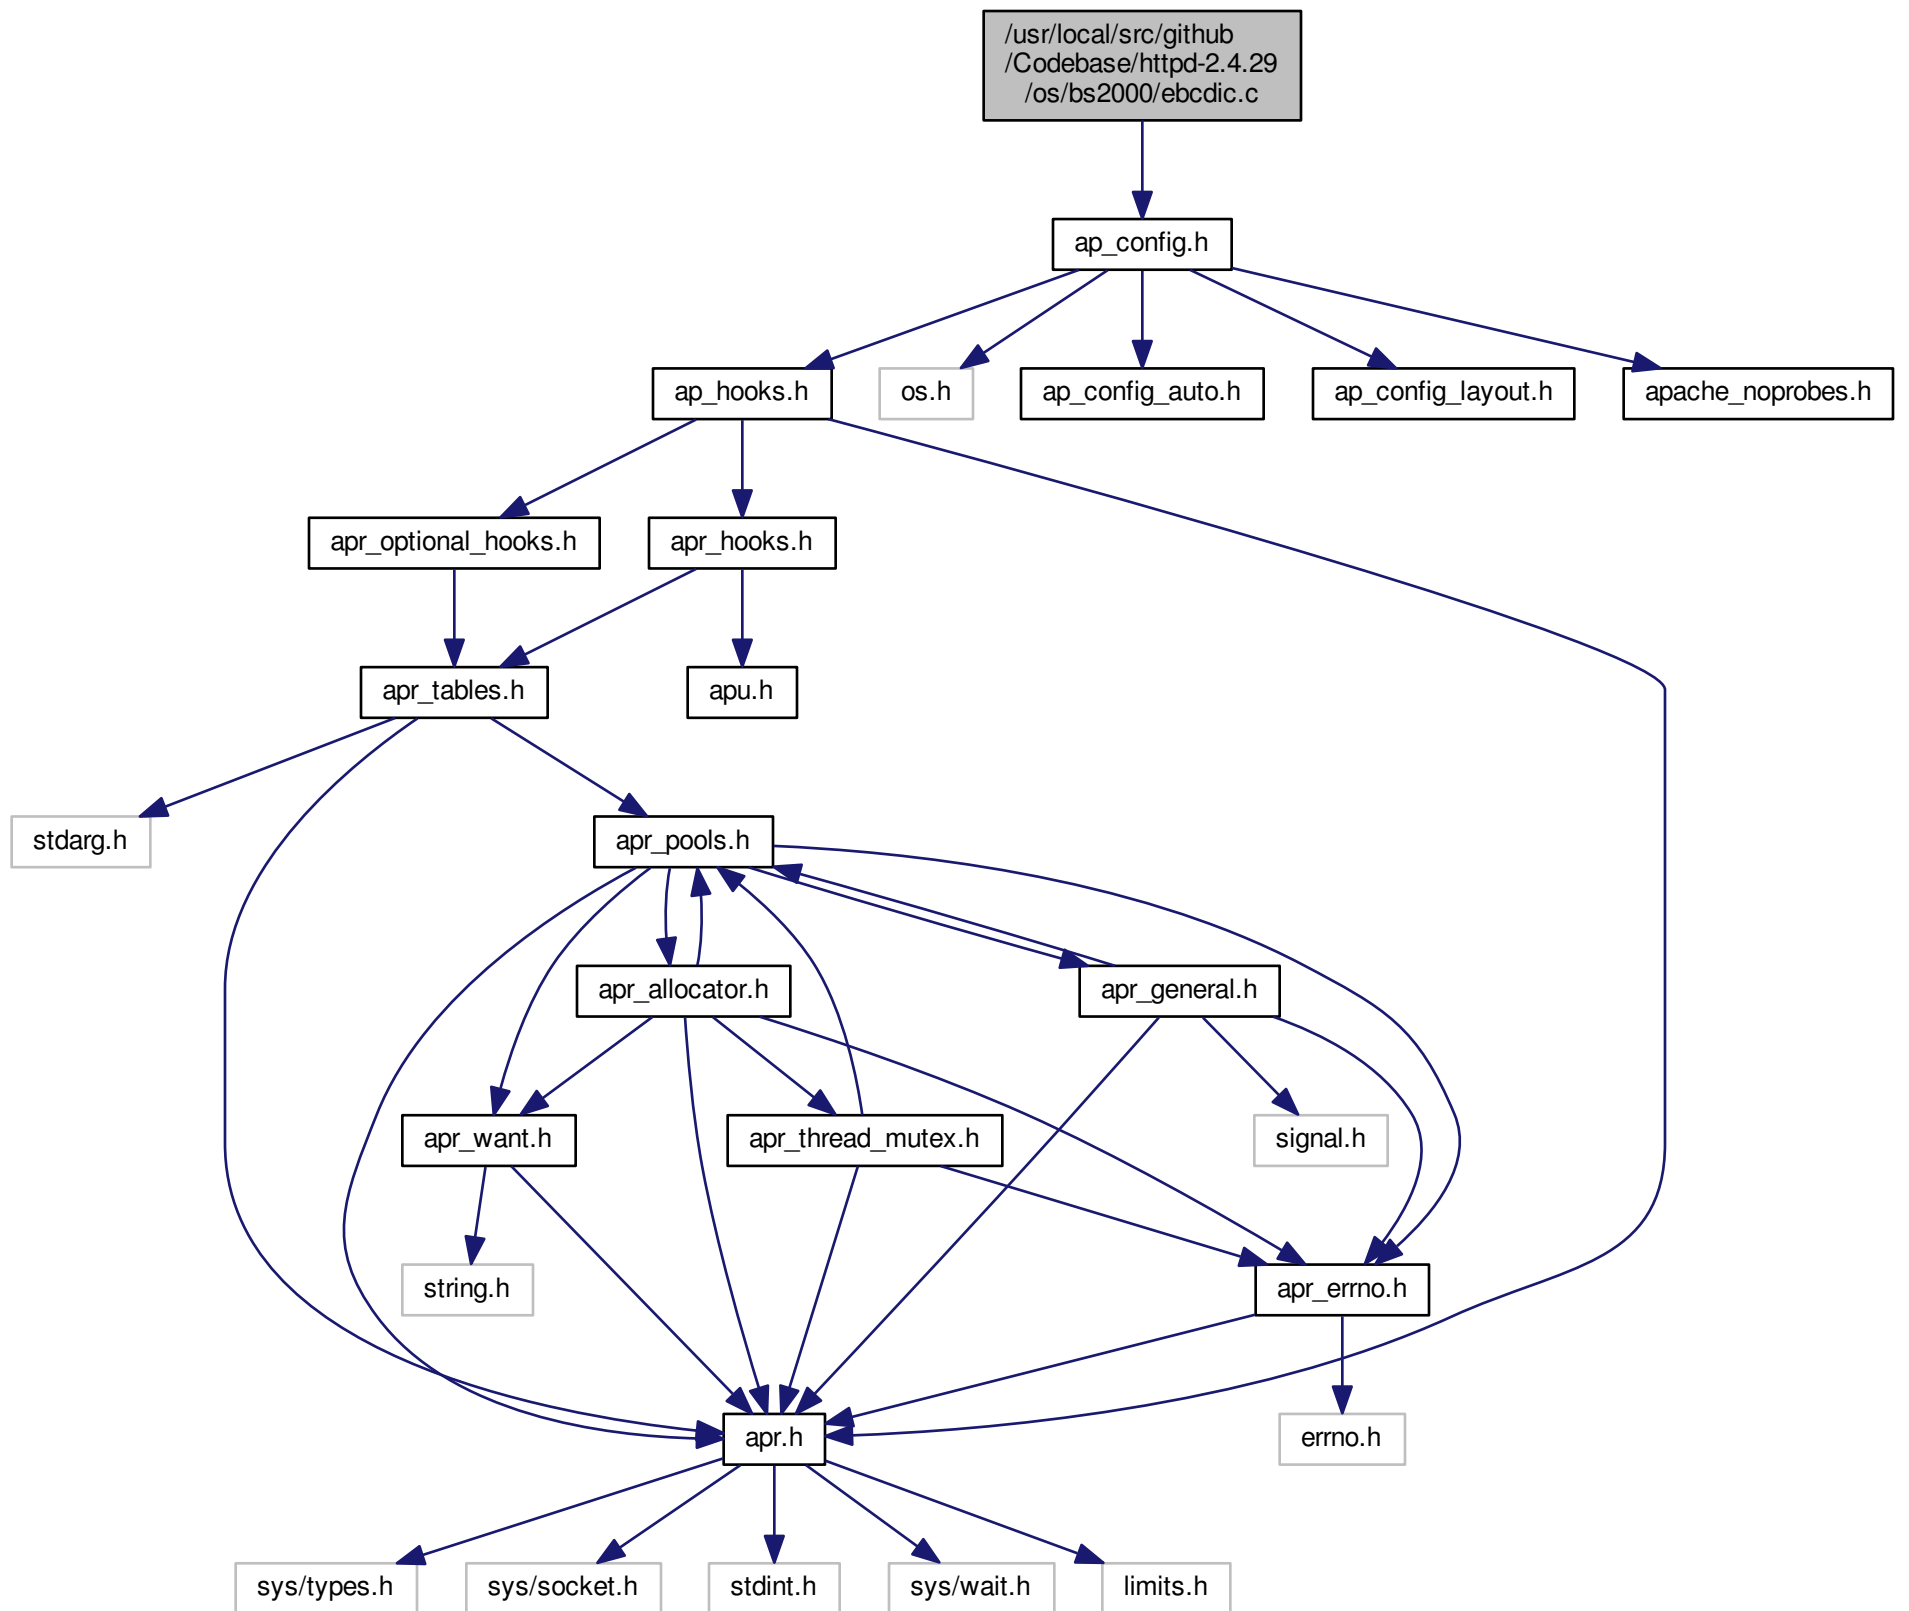 /usr/local/src/github
/Codebase/httpd-2.4.29
/os/bs2000/ebcdic.c
ap_config.h
ap_hooks.h
os.h
ap_config_auto.h
ap_config_layout.h
apache_noprobes.h
apr_optional_hooks.h
apr_hooks.h
apr_tables.h
apu.h
stdarg.h
apr_pools.h
apr_allocator.h
apr_general.h
apr_want.h
apr_thread_mutex.h
signal.h
string.h
apr_errno.h
apr.h
errno.h
sys/types.h
sys/socket.h
stdint.h
sys/wait.h
limits.h